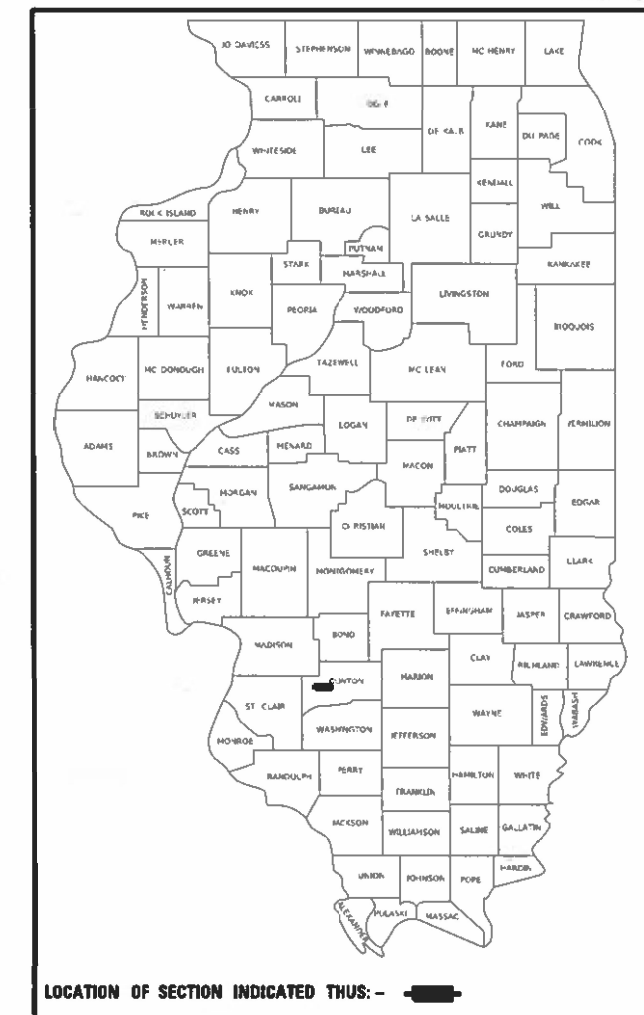 JO DAVIESS STEPHENSON WINNEBAGO BOONE MC HENRY LAKE
CARROLL OGLE DE KALB KANE DU PAGE COOK
WHITESIDE LEE
KENDALL
ROCK ISLAND HENRY BUREAU LA SALLE WILL
MERCER PUTNAM GRUNDY
STARK MARSHALL KANKAKEE
HENDERSON WARREN KNOX PEORIA WOODFORD LIVINGSTON IROQUOIS
HANCOCK MC DONOUGH FULTON TAZEWELL MC LEAN FORD
MASON
SCHUYLER LOGAN DE WITT CHAMPAIGN VERMILION
ADAMS BROWN CASS MENARD PIATT
MACON
MORGAN SANGAMON DOUGLAS
PIKE SCOTT CHRISTIAN MOULTRIE COLES EDGAR
GREENE MACOUPIN MONTGOMERY SHELBY
CALHOUN CUMBERLAND CLARK
JERSEY FAYETTE EFFINGHAM JASPER CRAWFORD
MADISON BOND
CLAY RICHLAND LAWRENCE
CLINTON MARION
ST. CLAIR WAYNE EDWARDS WABASH
WASHINGTON JEFFERSON
MONROE
RANDOLPH PERRY HAMILTON WHITE
FRANKLIN
JACKSON WILLIAMSON SALINE GALLATIN
UNION JOHNSON POPE HARDIN
ALEXANDER PULASKI MASSAC
LOCATION OF SECTION INDICATED THUS: -